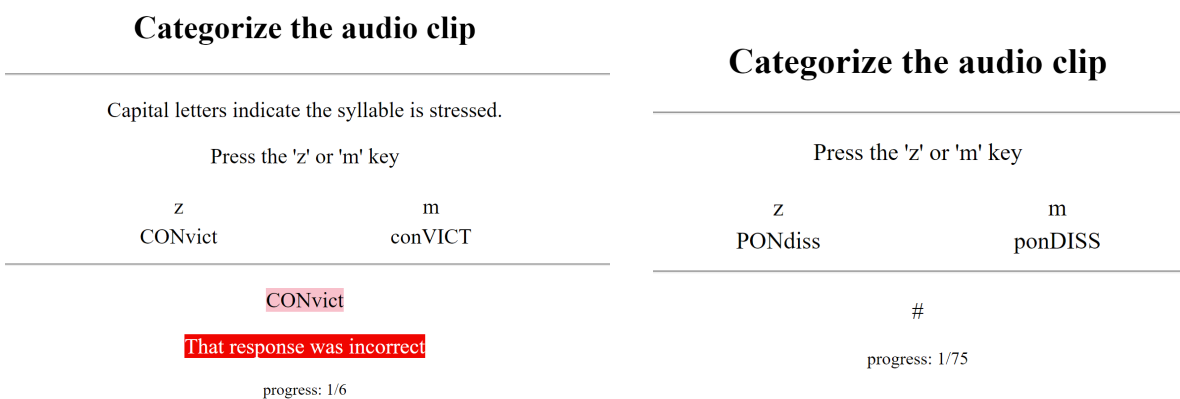 Categorize the audio clip
Capital letters indicate the syllable is stressed.
Press the 'z' or 'm' key
z m
CONvict conVICT
CONvict
That response was incorrect
progress: 1/6
Categorize the audio clip
Press the 'z' or 'm' key
z m
PONdiss ponDISS
#
progress: 1/75